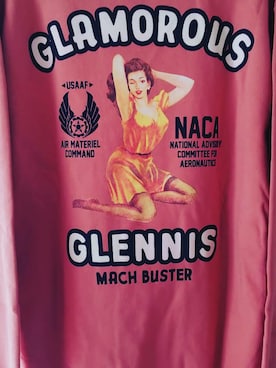 GLAMOROUS
◄USAAF►
AIR MATERIEL
COMMAND
NACA
NATIONAL ADVISORY
COMMITTEE FOR
AERONAUTICS
GLENNIS
MACH BUSTER